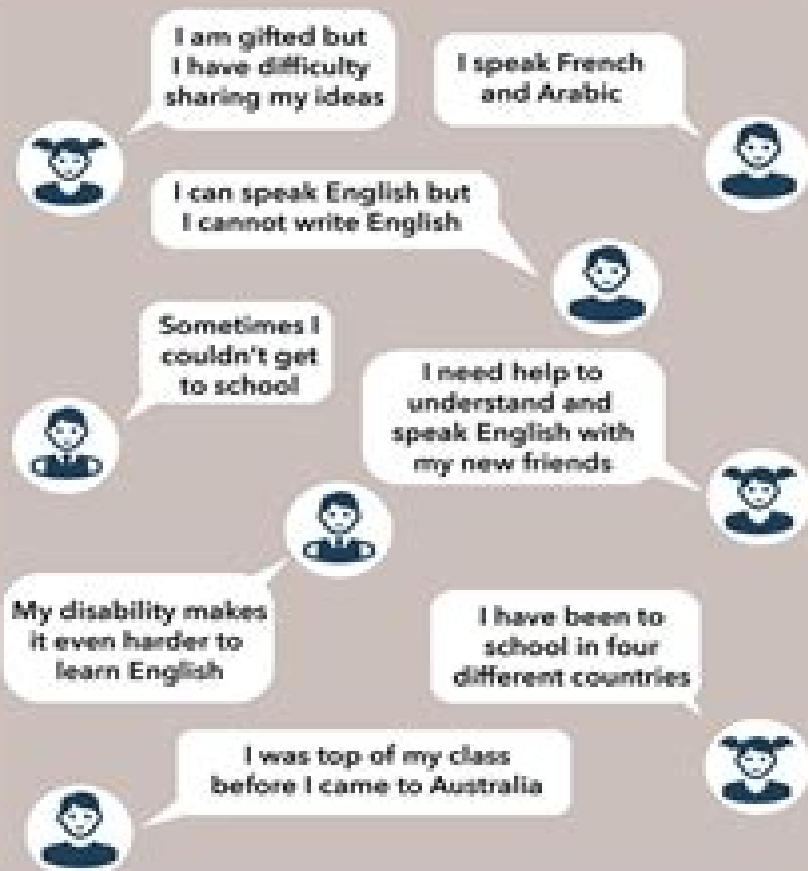 I am gifted but
I have difficulty
sharing my ideas
I speak French
and Arabic
I can speak English but
I cannot write English
Sometimes I
couldn't get
to school
I need help to
understand and
speak English with
my new friends
My disability makes
it even harder to
learn English
I have been to
school in four
different countries
I was top of my class
before I came to Australia